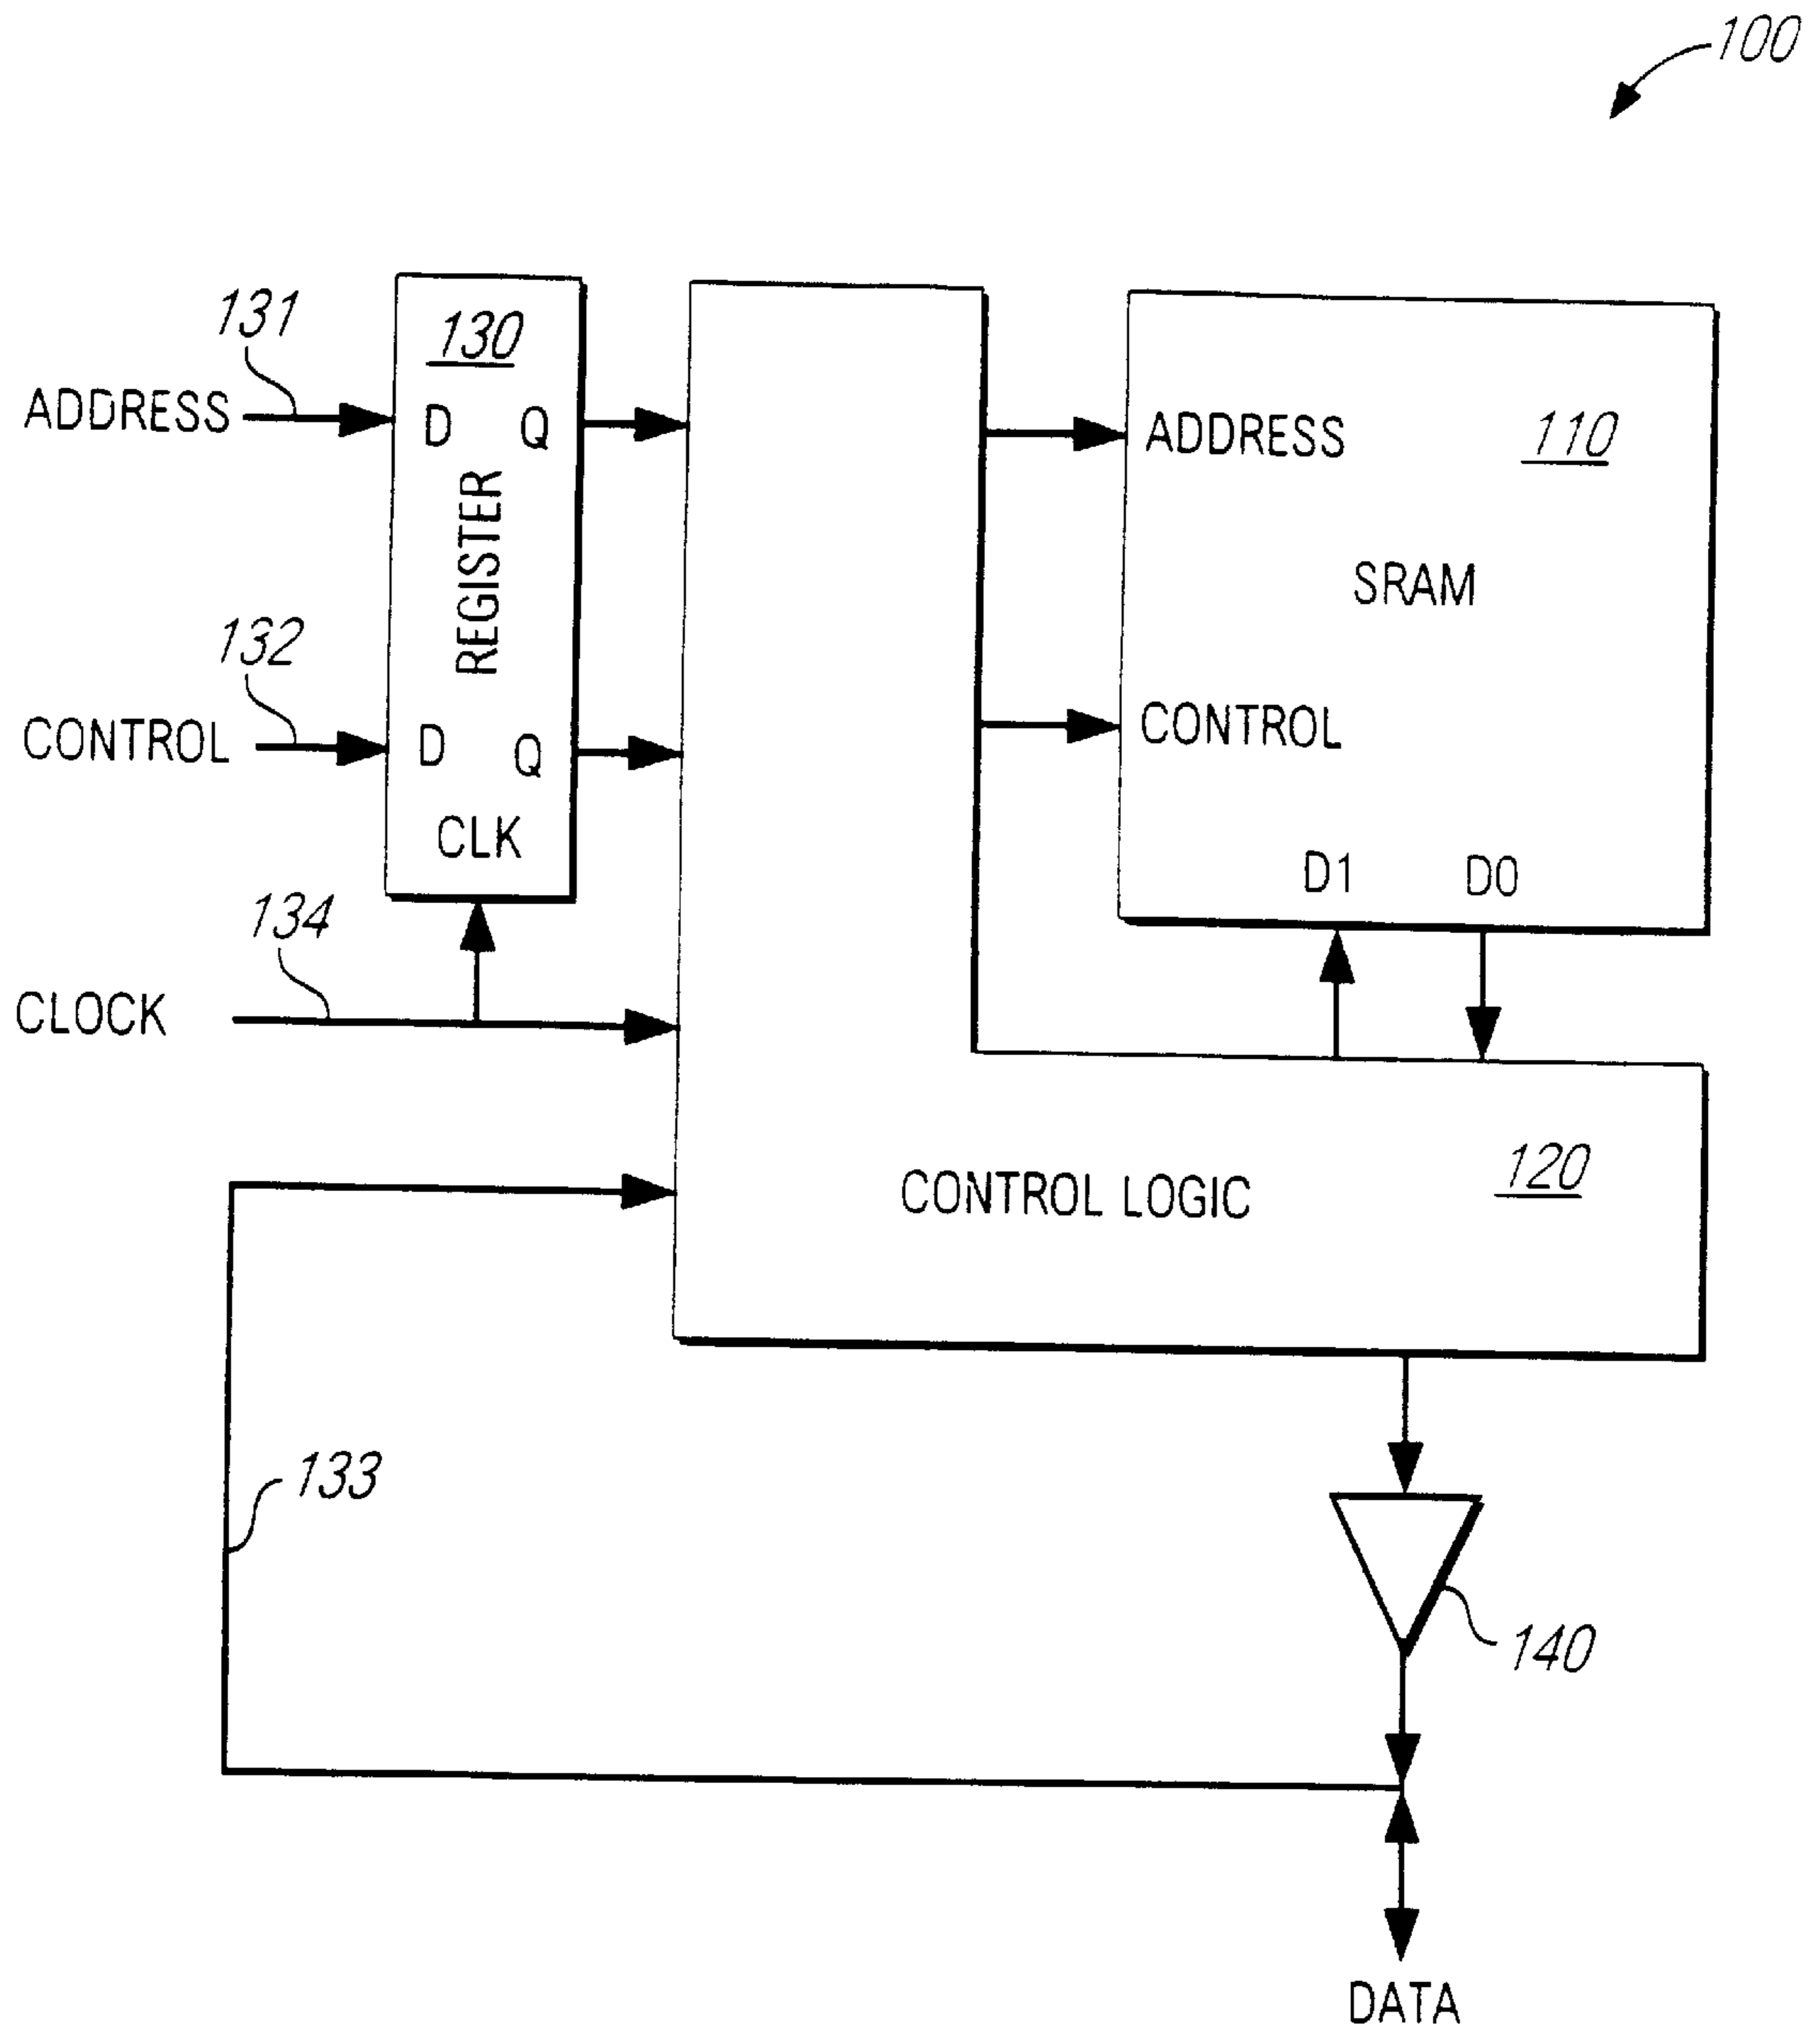 100
131
130
ADDRESS
D Q
ADDRESS
110
REGISTER
SRAM
132
CONTROL
D Q
CONTROL
CLK
D1 D0
134
CLOCK
CONTROL LOGIC
120
133
140
DATA